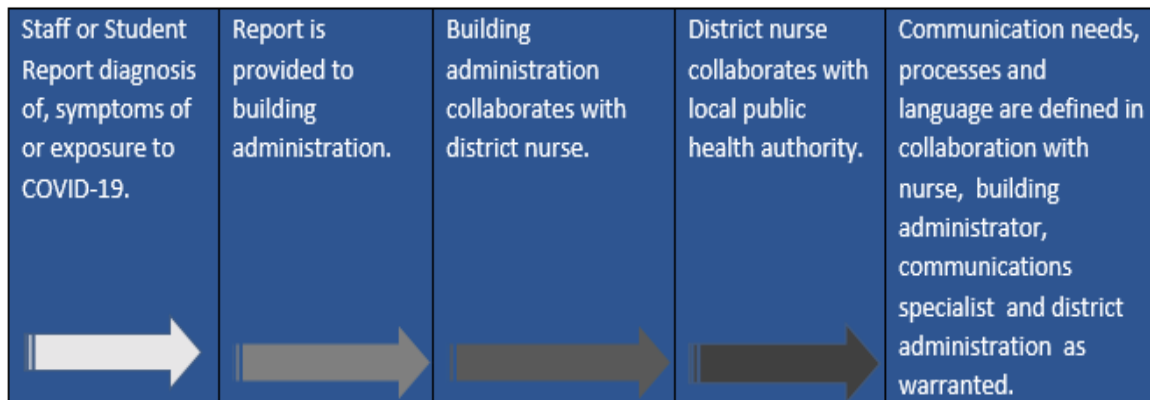 Staff or Student
Report diagnosis
of, symptoms of
or exposure to
COVID-19.
Report is
provided to
building
administration.
Building
administration
collaborates with
district nurse.
District nurse
collaborates with
local public
health authority.
Communication needs,
processes and
language are defined in
collaboration with
nurse, building
administrator,
communications
specialist and district
administration as
warranted.